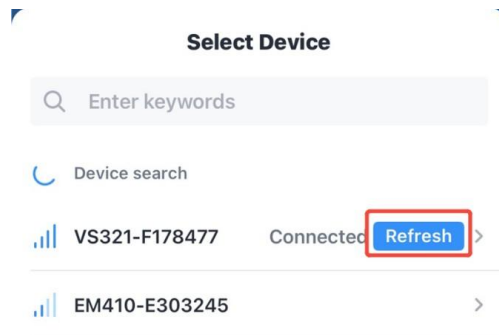 Select Device
Enter keywords
Device search
VS321-F178477 Connected Refresh
EM410-E303245